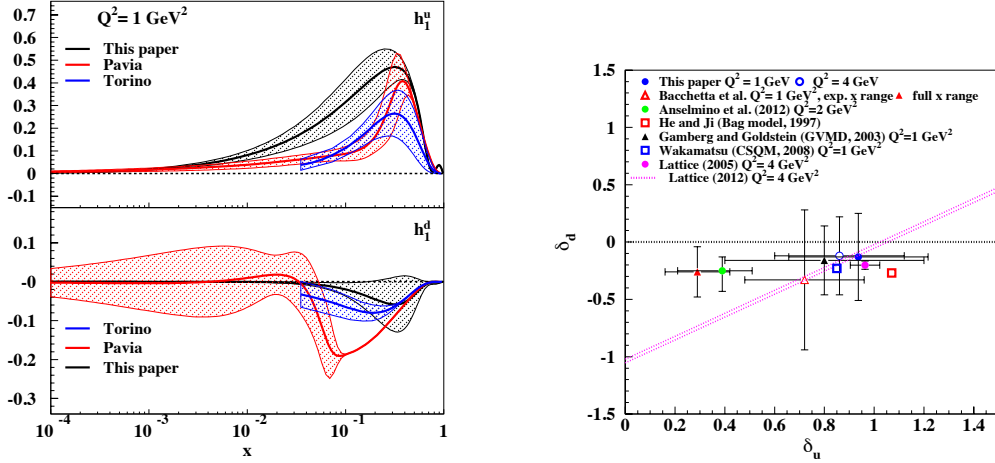 Q²= 1 GeV²
h₁ᵘ
This paper
Pavia
Torino
0.7
0.6
0.5
0.4
0.3
0.2
0.1
0
-0.1
h₁ᵈ
0.1
-0
-0.1
-0.2
-0.3
Torino
Pavia
This paper
10⁻⁴
10⁻³
10⁻²
10⁻¹
1
x
δd
1.5
1
0.5
0
-0.5
-1
-1.5
This paper Q² = 1 GeV Q² = 4 GeV
Bacchetta et al. Q² = 1 GeV², exp. x range full x range
Anselmino et al. (2012) Q²=2 GeV²
He and Ji (Bag model, 1997)
Gamberg and Goldstein (GVMD, 2003) Q²=1 GeV²
Wakamatsu (CSQM, 2008) Q²=1 GeV²
Lattice (2005) Q²= 4 GeV²
Lattice (2012) Q²= 4 GeV²
0
0.2
0.4
0.6
0.8
1
1.2
1.4
δu